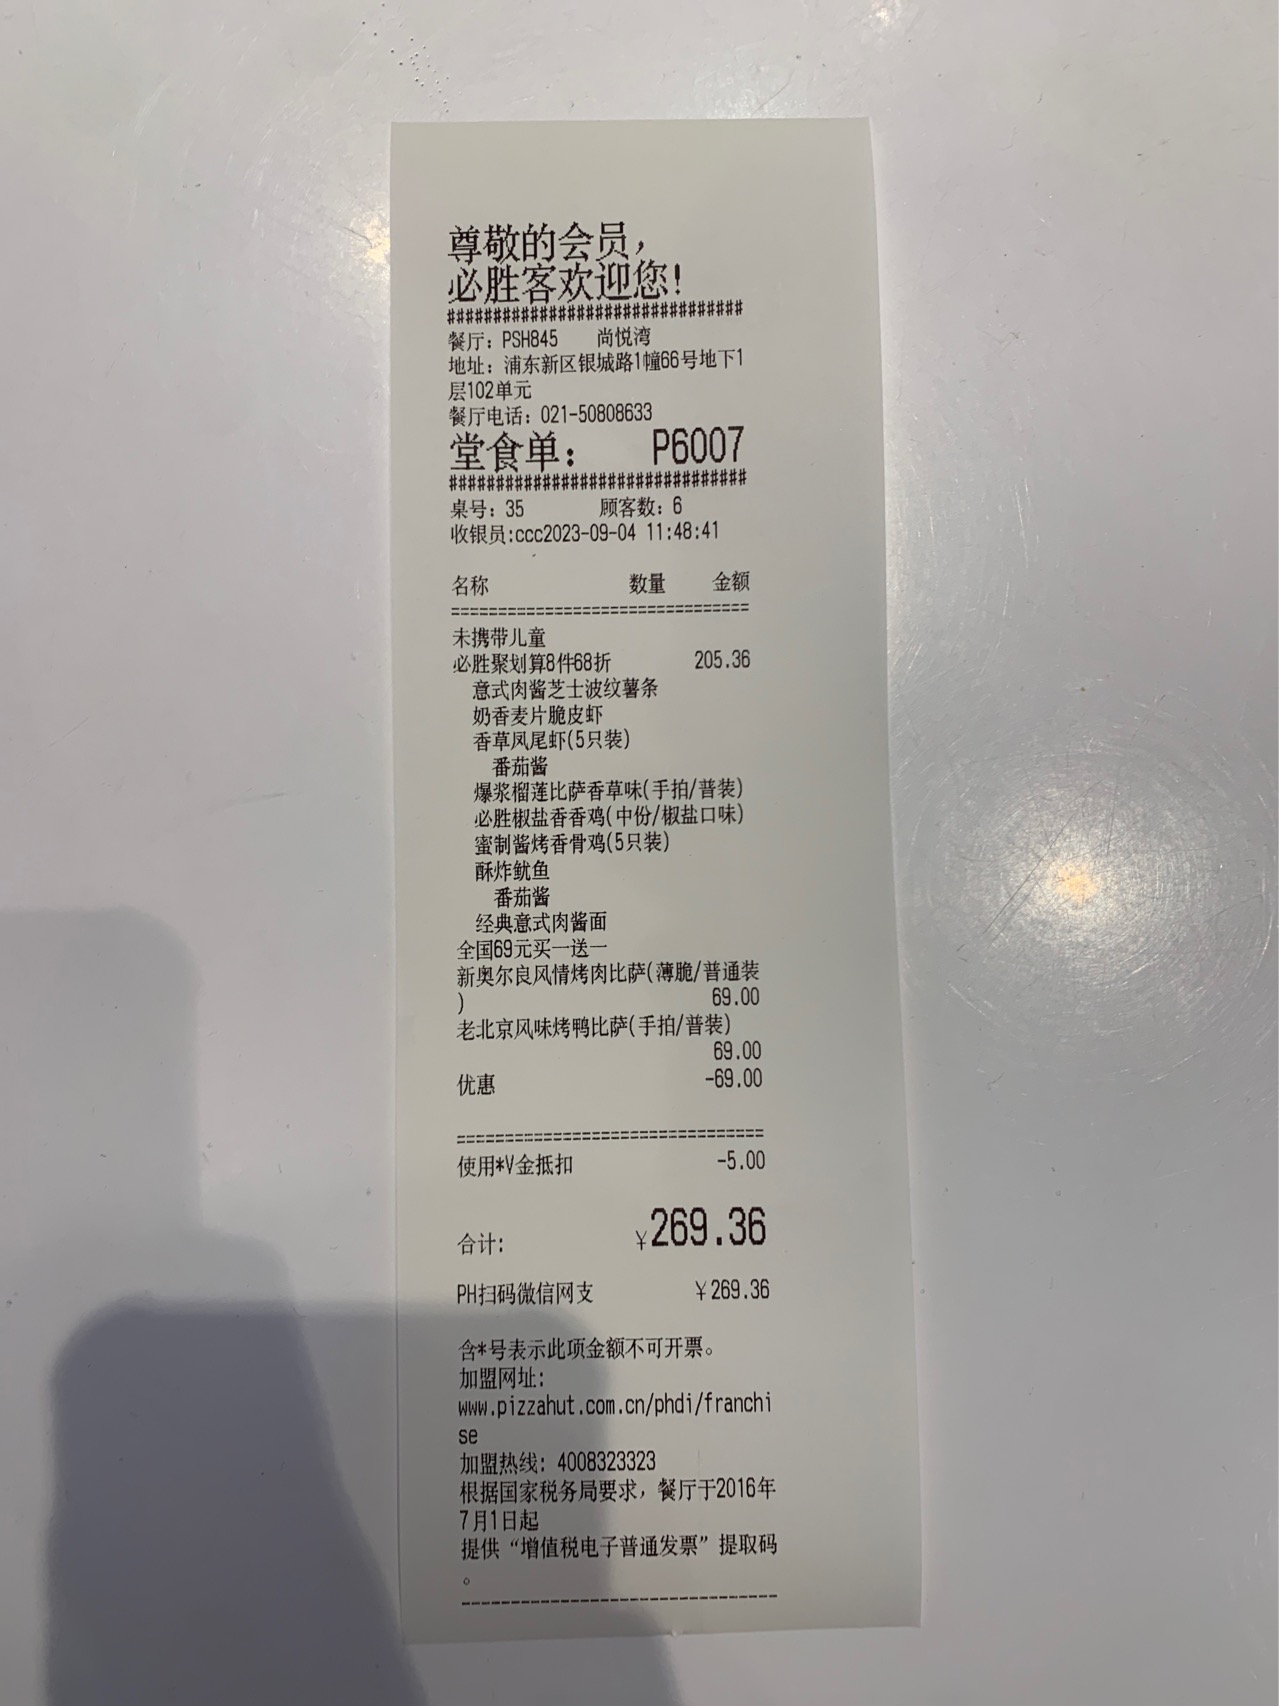 尊敬的会员，
必胜客欢迎您!
################################
餐厅: PSH845 尚悦湾
地址: 浦东新区银城路1幢66号地下1
层102单元
餐厅电话: 021-50808633
堂食单: P6007
################################
桌号: 35 顾客数: 6
收银员:ccc2023-09-04 11:48:41
名称 数量 金额
================================
未携带儿童
必胜聚划算8件68折 205.36
意式肉酱芝士波纹薯条
奶香麦片脆皮虾
香草凤尾虾(5只装)
番茄酱
爆浆榴莲比萨香草味(手拍/普装)
必胜椒盐香香鸡(中份/椒盐口味)
蜜制酱烤香骨鸡(5只装)
酥炸鱿鱼
番茄酱
经典意式肉酱面
全国69元买一送一
新奥尔良风情烤肉比萨(薄脆/普通装
) 69.00
老北京风味烤鸭比萨(手拍/普装)
69.00
优惠 -69.00
================================
使用*V金抵扣 -5.00
合计: ¥269.36
PH扫码微信网支 ¥269.36
含*号表示此项金额不可开票。
加盟网址:
www.pizzahut.com.cn/phdi/franchi
se
加盟热线: 4008323323
根据国家税务局要求，餐厅于2016年
7月1日起
提供“增值税电子普通发票”提取码
。
--------------------------------